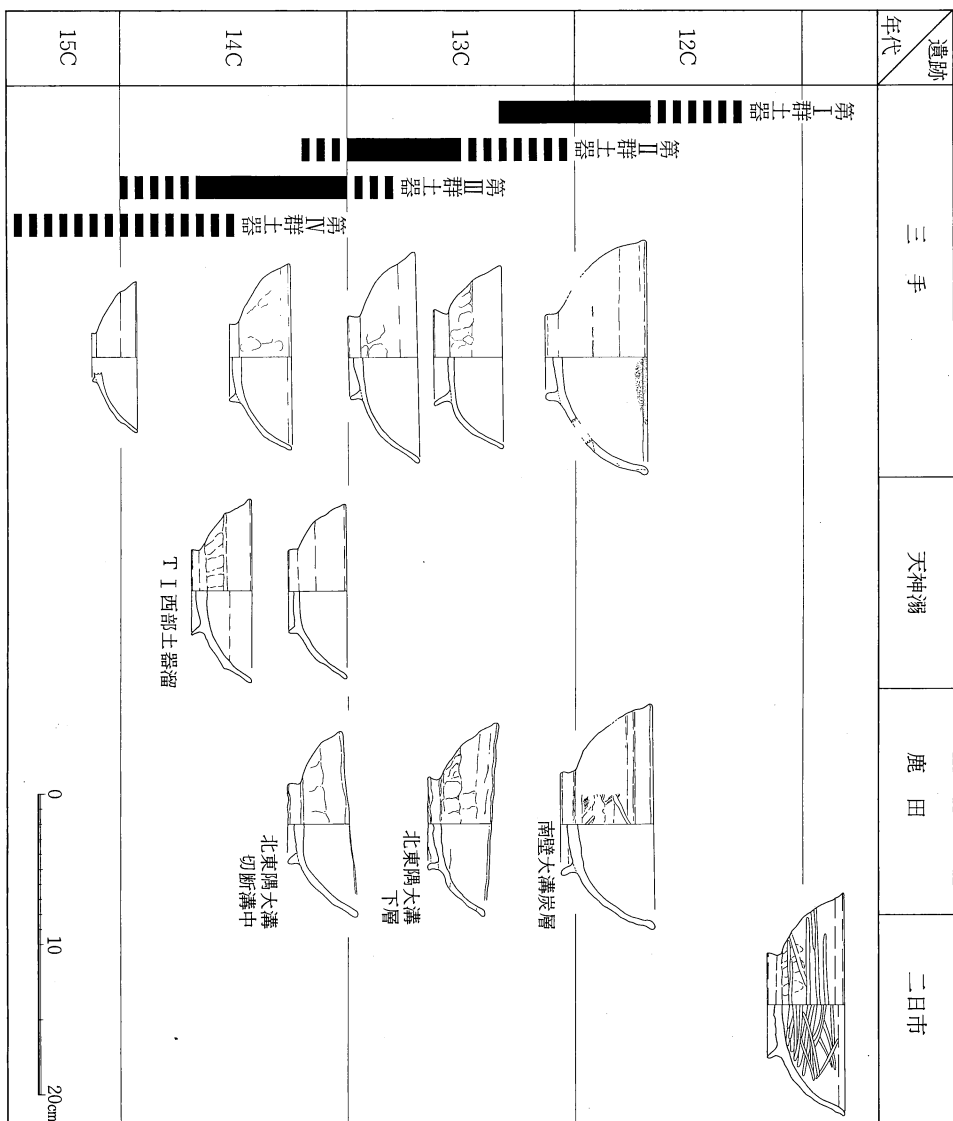 遺跡
年代
三手
天神溺
鹿田
二日市
12C
13C
14C
15C
第Ⅰ群土器
第Ⅱ群土器
第Ⅲ群土器
第Ⅳ群土器
南壁大溝炭層
北東隅大溝
下層
北東隅大溝
切断溝中
TⅠ西部土器溜
0
10
20cm